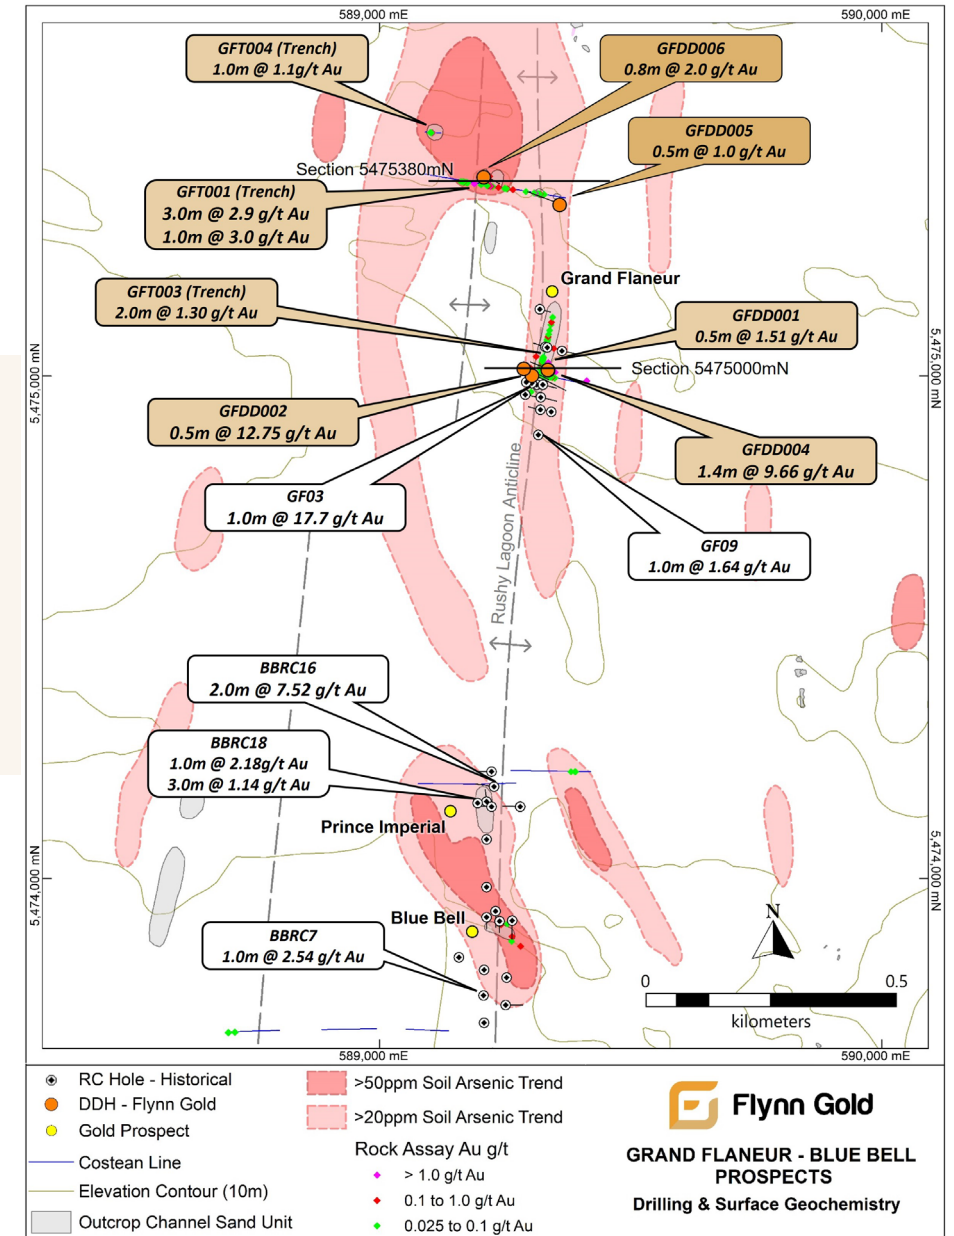 589,000 mE
590,000 mE
GFT004 (Trench)
1.0m @ 1.1g/t Au
GFDD006
0.8m @ 2.0 g/t Au
GFDD005
0.5m @ 1.0 g/t Au
Section 5475380mN
GFT001 (Trench)
3.0m @ 2.9 g/t Au
1.0m @ 3.0 g/t Au
Grand Flaneur
GFT003 (Trench)
2.0m @ 1.30 g/t Au
GFDD001
0.5m @ 1.51 g/t Au
5,475,000 mN
5,475,000 mN
Section 5475000mN
GFDD002
0.5m @ 12.75 g/t Au
GFDD004
1.4m @ 9.66 g/t Au
GF03
1.0m @ 17.7 g/t Au
GF09
1.0m @ 1.64 g/t Au
Rushy Lagoon Anticline
BBRC16
2.0m @ 7.52 g/t Au
BBRC18
1.0m @ 2.18g/t Au
3.0m @ 1.14 g/t Au
Prince Imperial
5,474,000 mN
5,474,000 mN
Blue Bell
N
BBRC7
1.0m @ 2.54 g/t Au
0
0.5
kilometers
589,000 mE
590,000 mE
RC Hole - Historical
DDH - Flynn Gold
Gold Prospect
Costean Line
Elevation Contour (10m)
Outcrop Channel Sand Unit
>50ppm Soil Arsenic Trend
>20ppm Soil Arsenic Trend
Rock Assay Au g/t
> 1.0 g/t Au
0.1 to 1.0 g/t Au
0.025 to 0.1 g/t Au
Flynn Gold
GRAND FLANEUR - BLUE BELL
PROSPECTS
Drilling & Surface Geochemistry